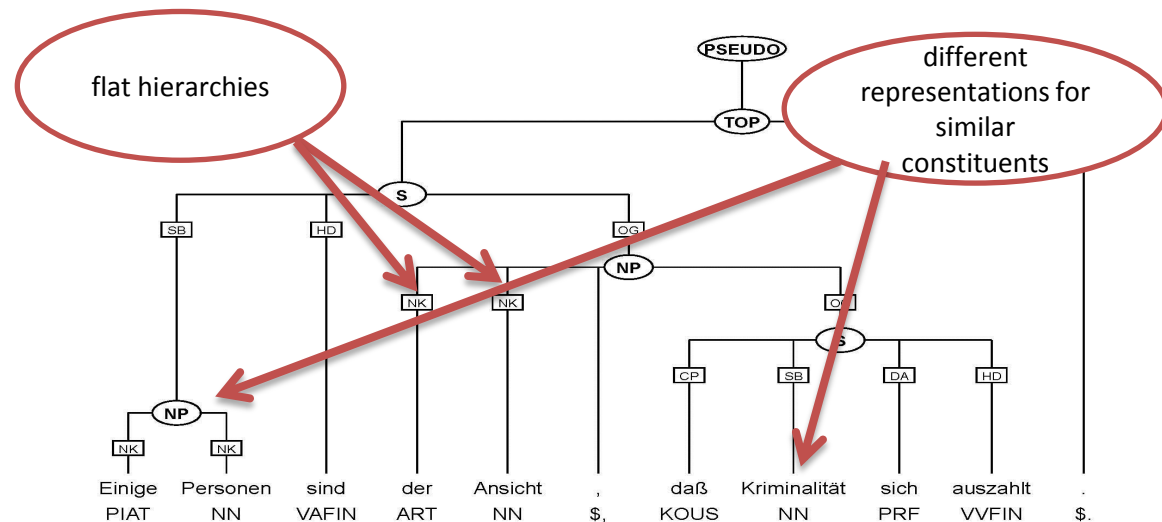 flat hierarchies
different
representations for
similar
constituents
PSEUDO
TOP
S
SB HD OG
NP
NK NK OC
S
CP SB DA HD
NP
NK NK
Einige Personen sind der Ansicht , daß Kriminalität sich auszahlt .
PIAT NN VAFIN ART NN $, KOUS NN PRF VVFIN $.